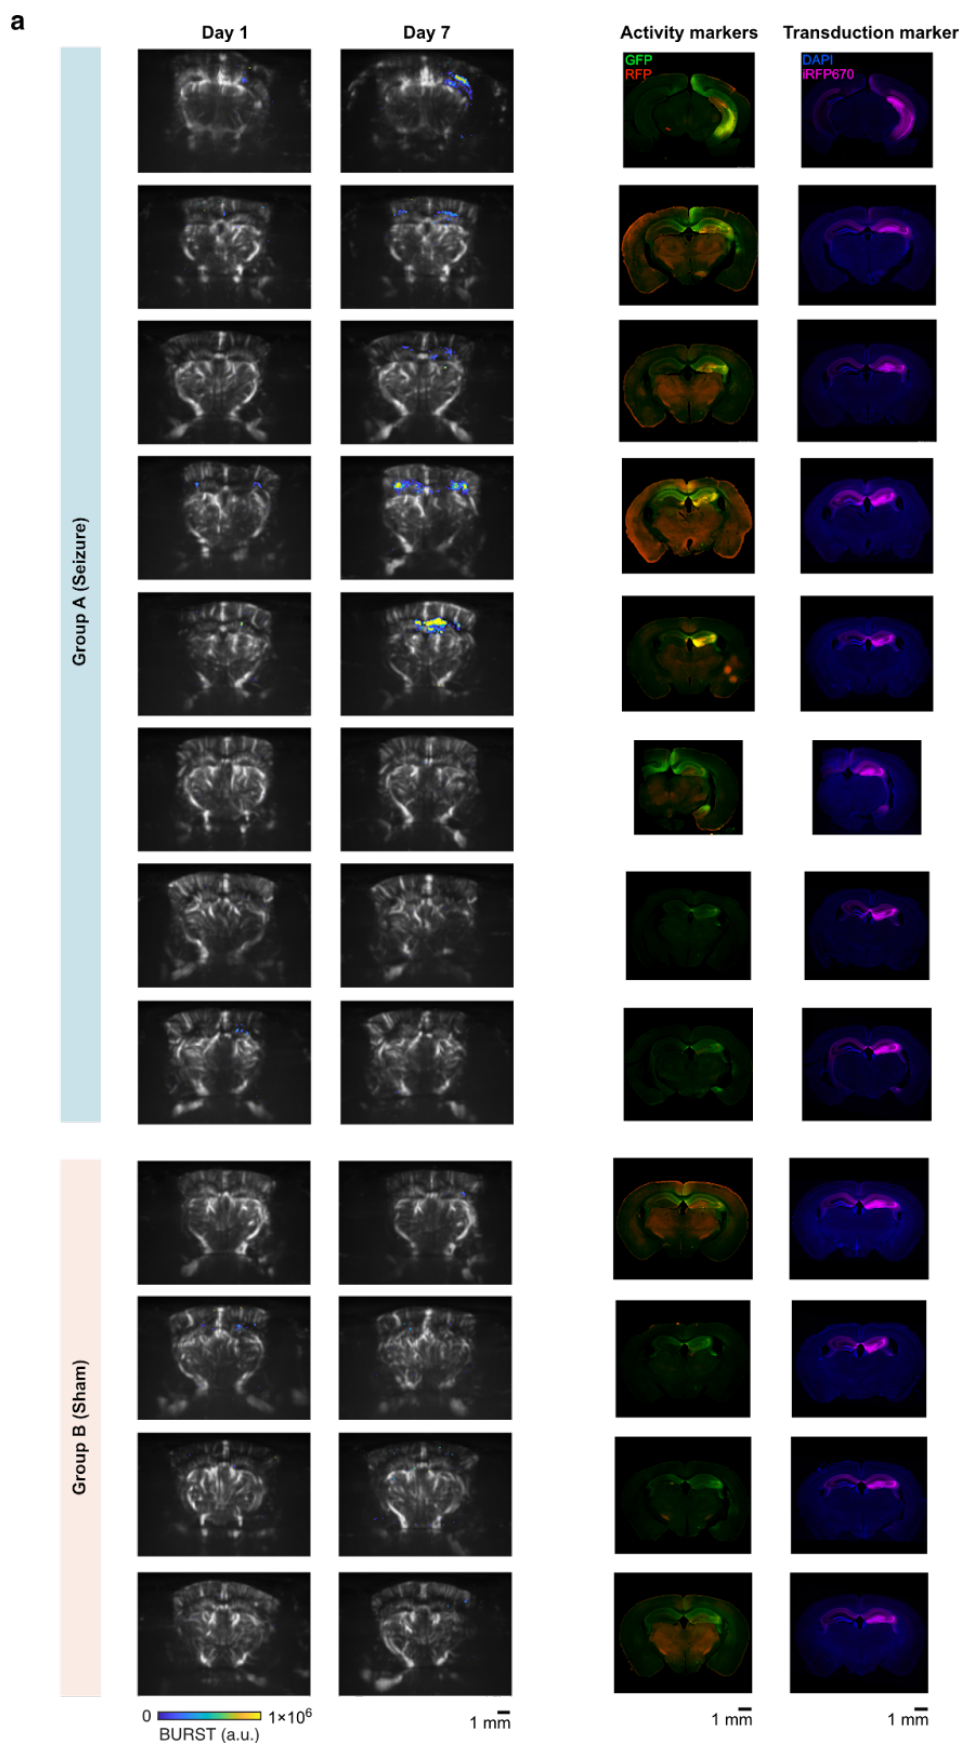 a
Day 1
Day 7
Activity markers
Transduction marker
GFP
RFP
DAPI
iRFP670
Group A (Seizure)
Group B (Sham)
0
1×10⁶
BURST (a.u.)
1 mm
1 mm
1 mm